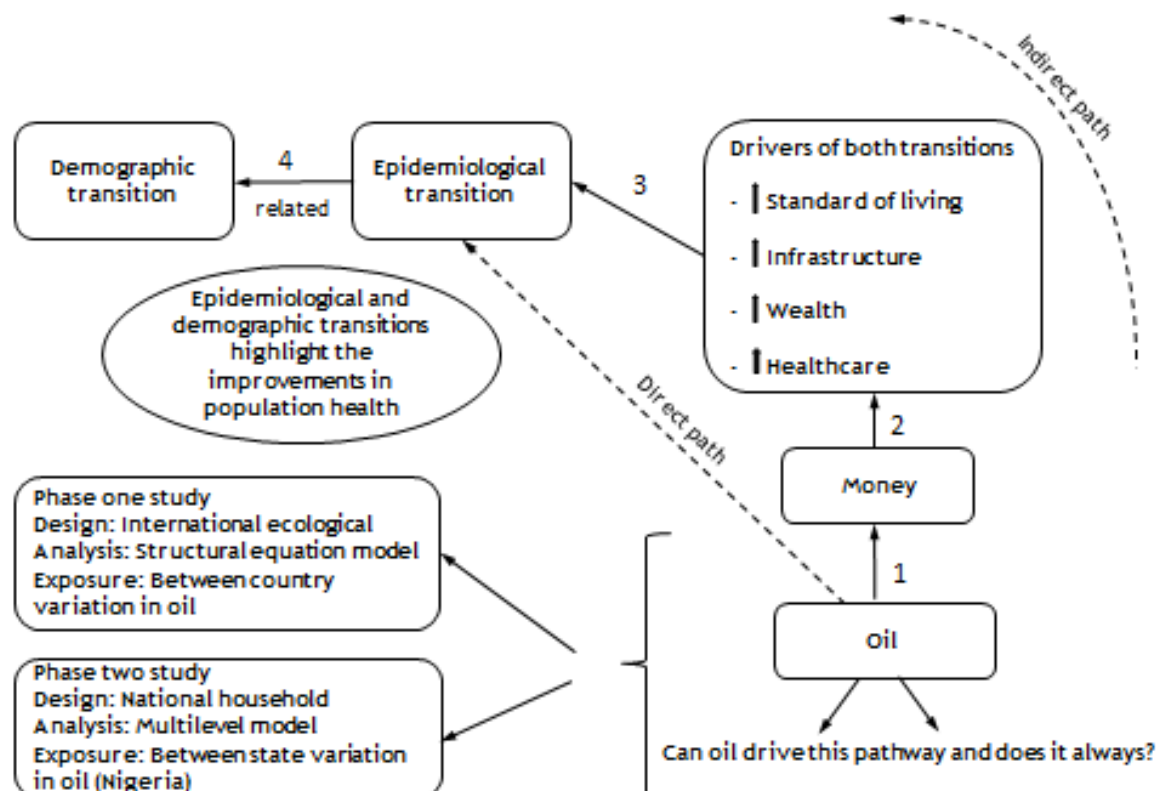 Indirect path
Demographic
transition
4
related
Epidemiological
transition
3
Drivers of both transitions
- Standard of living
- Infrastructure
- Wealth
- Healthcare
Epidemiological and
demographic transitions
highlight the
improvements in
population health
Direct path
2
Money
1
Oil
Can oil drive this pathway and does it always?
Phase one study
Design: International ecological
Analysis: Structural equation model
Exposure: Between country
variation in oil
Phase two study
Design: National household
Analysis: Multilevel model
Exposure: Between state variation
in oil (Nigeria)